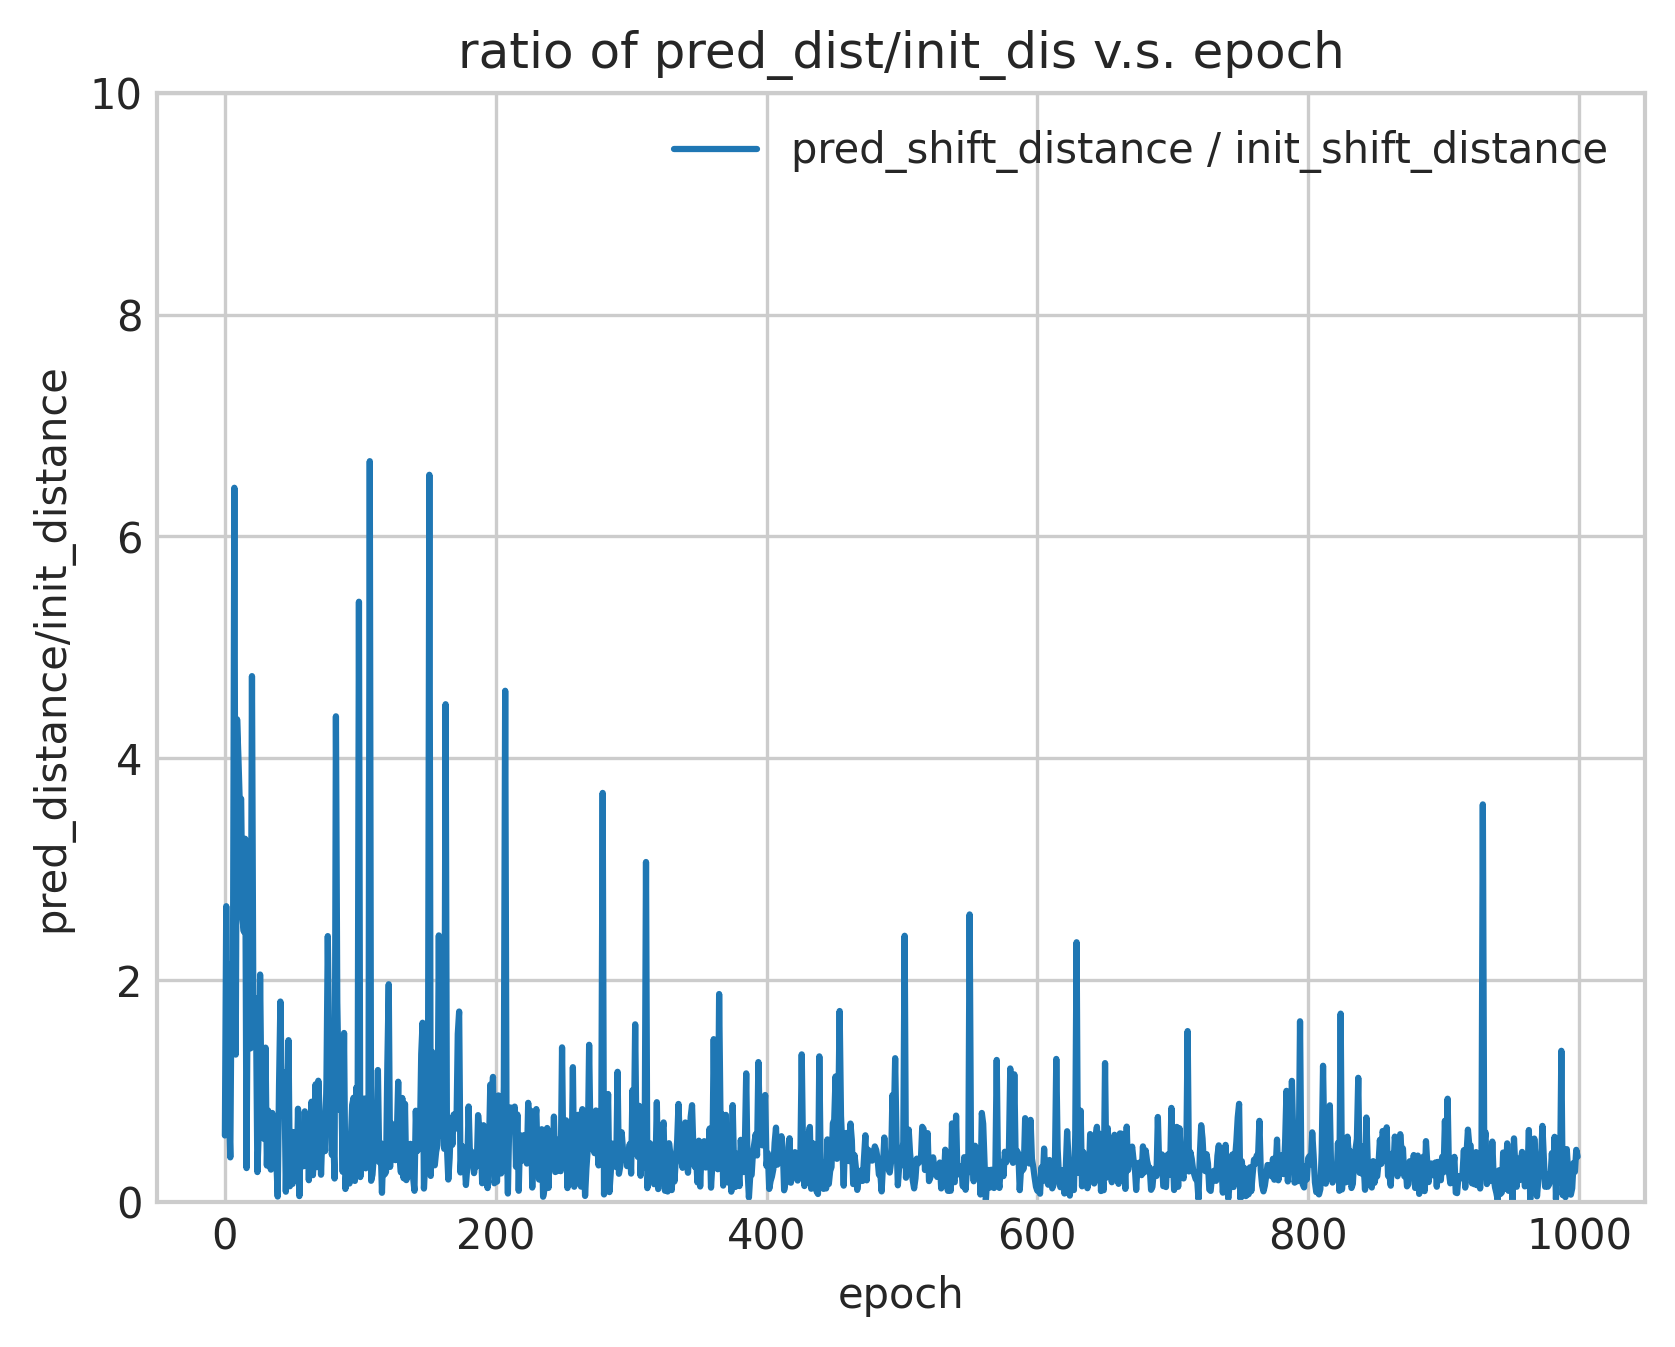 ratio of pred_dist/init_dis v.s. epoch
pred_shift_distance / init_shift_distance
pred_distance/init_distance
10
8
6
4
2
0
0 200 400 600 800 1000
epoch